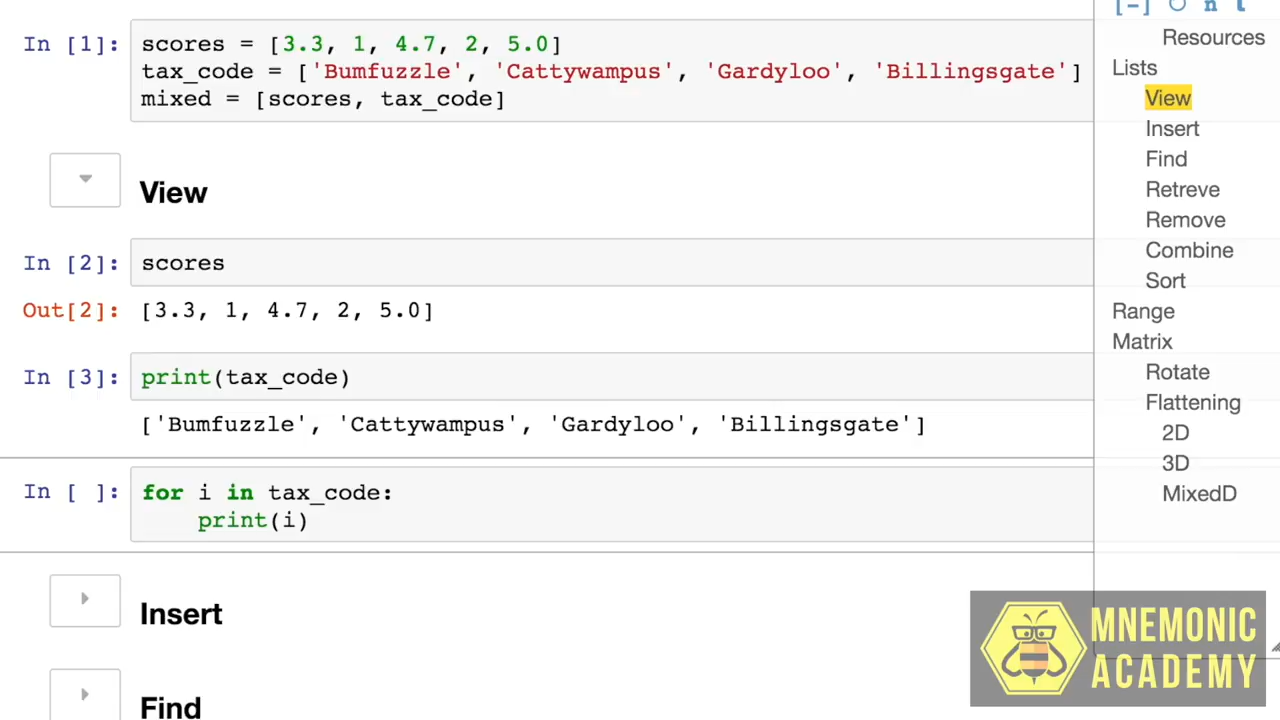 In [1]: scores = [3.3, 1, 4.7, 2, 5.0]
tax_code = ['Bumfuzzle', 'Cattywampus', 'Gardyloo', 'Billingsgate']
mixed = [scores, tax_code]
View
In [2]: scores
Out[2]: [3.3, 1, 4.7, 2, 5.0]
In [3]: print(tax_code)
['Bumfuzzle', 'Cattywampus', 'Gardyloo', 'Billingsgate']
In [ ]: for i in tax_code:
print(i)
Insert
Find
[-] n t
Resources
Lists
View
Insert
Find
Retreve
Remove
Combine
Sort
Range
Matrix
Rotate
Flattening
2D
3D
MixedD
MNEMONIC
ACADEMY